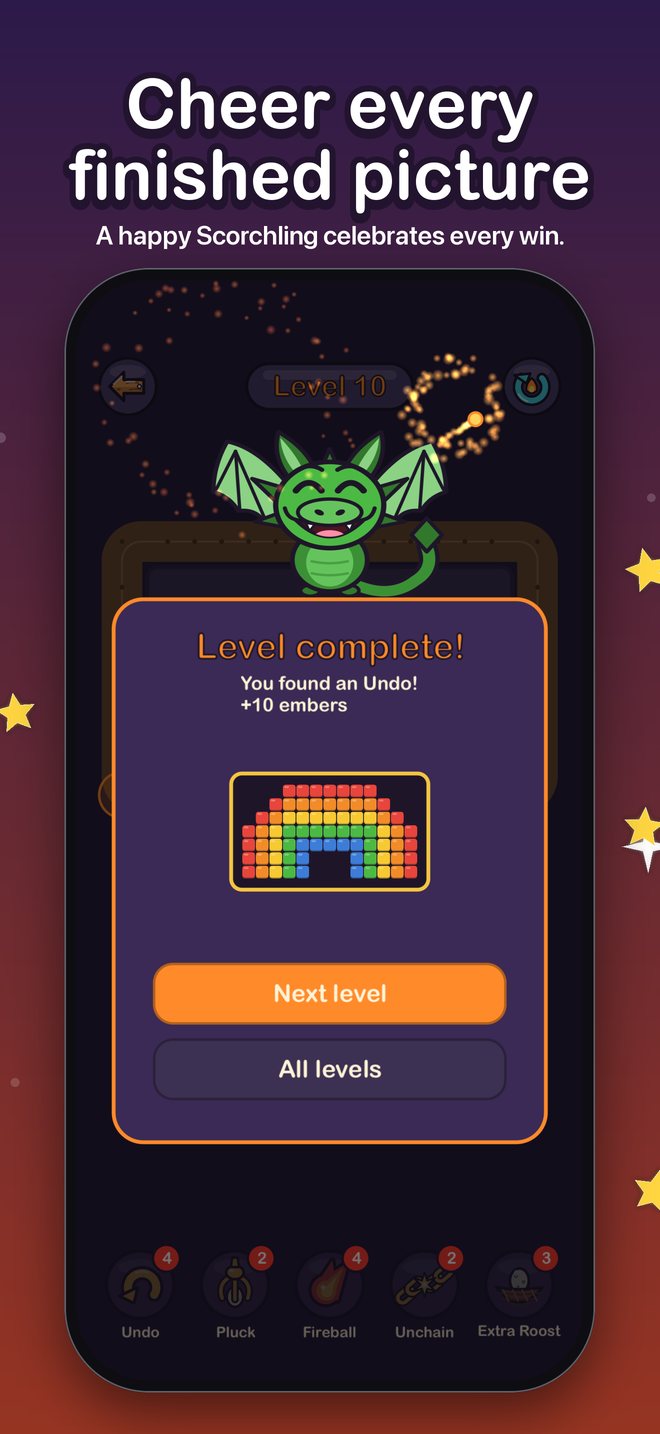 Cheer every
finished picture
A happy Scorchling celebrates every win.
Level 10
Level complete!
You found an Undo!
+10 embers
Next level
All levels
4
2
4
2
3
Undo
Pluck
Fireball
Unchain
Extra Roost